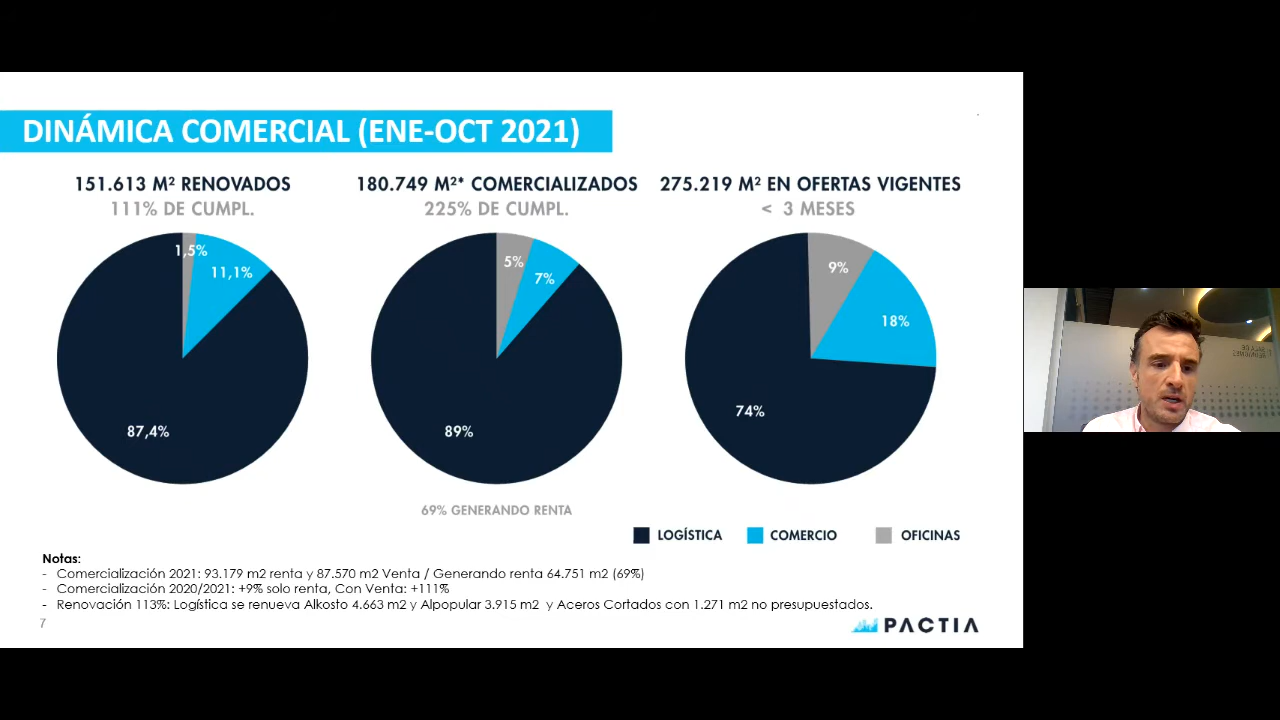 DINÁMICA COMERCIAL (ENE-OCT 2021)
151.613 M² RENOVADOS
111% DE CUMPL.
1,5%
11,1%
87,4%
180.749 M²* COMERCIALIZADOS
225% DE CUMPL.
5%
7%
89%
69% GENERANDO RENTA
275.219 M² EN OFERTAS VIGENTES
< 3 MESES
9%
18%
74%
LOGÍSTICA
COMERCIO
OFICINAS
Notas:
- Comercialización 2021: 93.179 m2 renta y 87.570 m2 Venta / Generando renta 64.751 m2 (69%)
- Comercialización 2020/2021: +9% solo renta, Con Venta: +111%
- Renovación 113%: Logística se renueva Alkosto 4.663 m2 y Alpopular 3.915 m2 y Aceros Cortados con 1.271 m2 no presupuestados.
7
PACTIA
SALA DE
REUNIONES